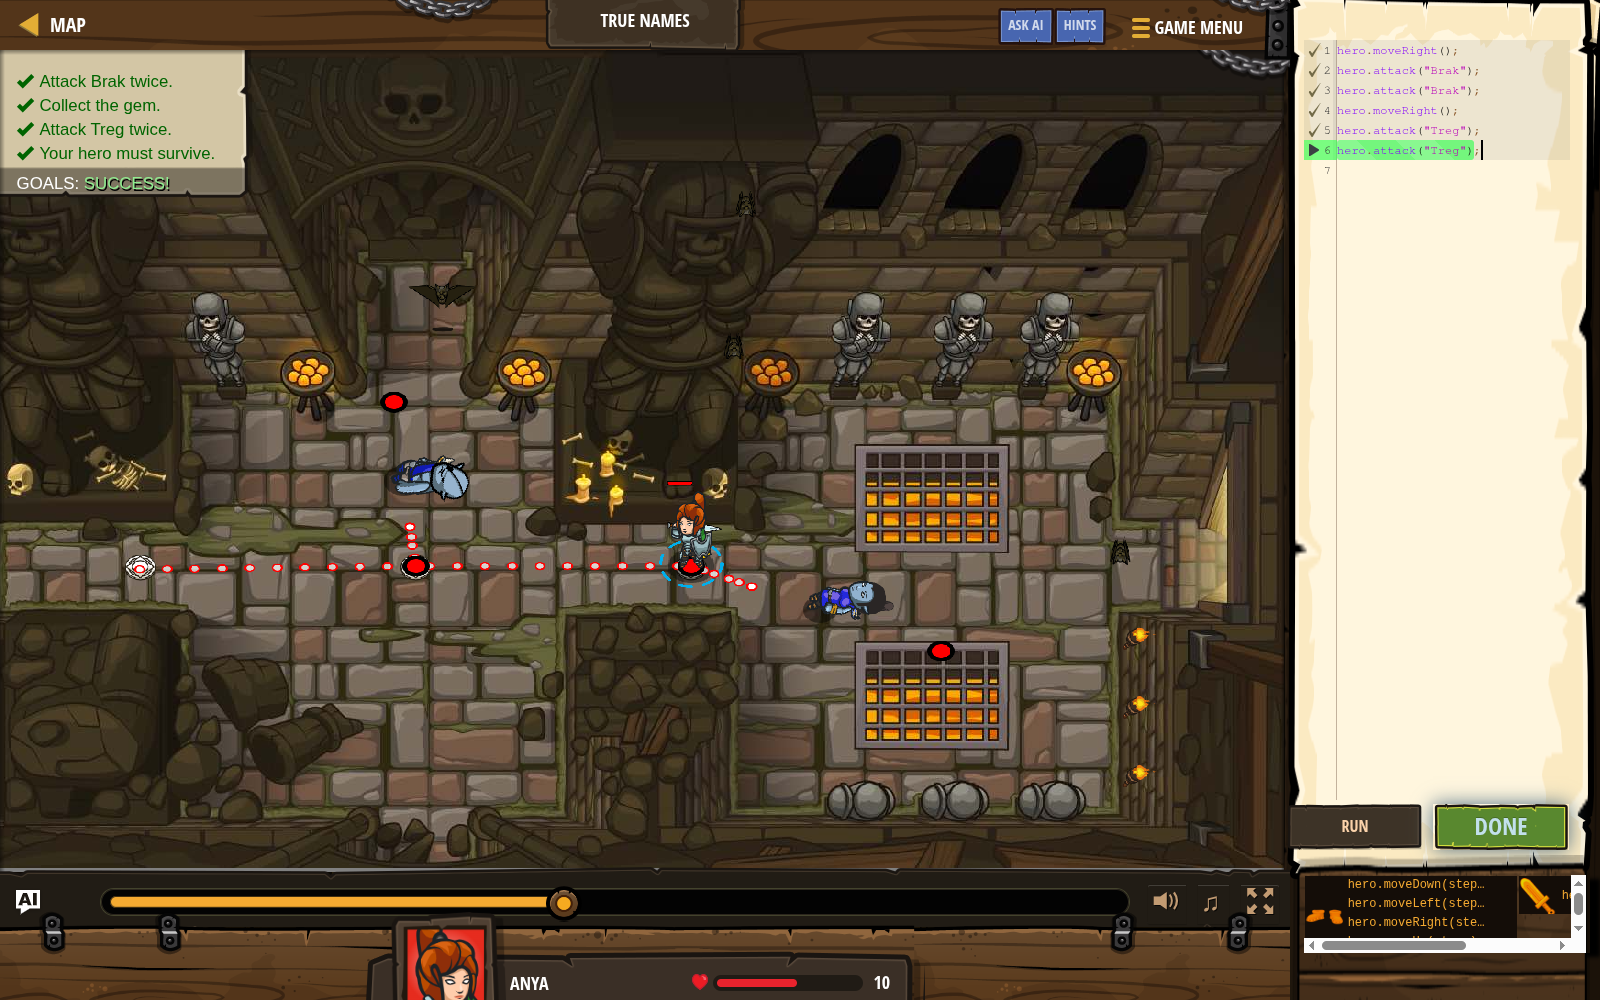 Map
TRUE NAMES
ASK AI
HINTS
GAME MENU
Attack Brak twice.
Collect the gem.
Attack Treg twice.
Your hero must survive.
GOALS: SUCCESS!
1 hero.moveRight();
2 hero.attack("Brak");
3 hero.attack("Brak");
4 hero.moveRight();
5 hero.attack("Treg");
6 hero.attack("Treg");
7
RUN
DONE
hero.moveDown(step
hero.moveLeft(step
hero.moveRight(ste
AI
ANYA
10